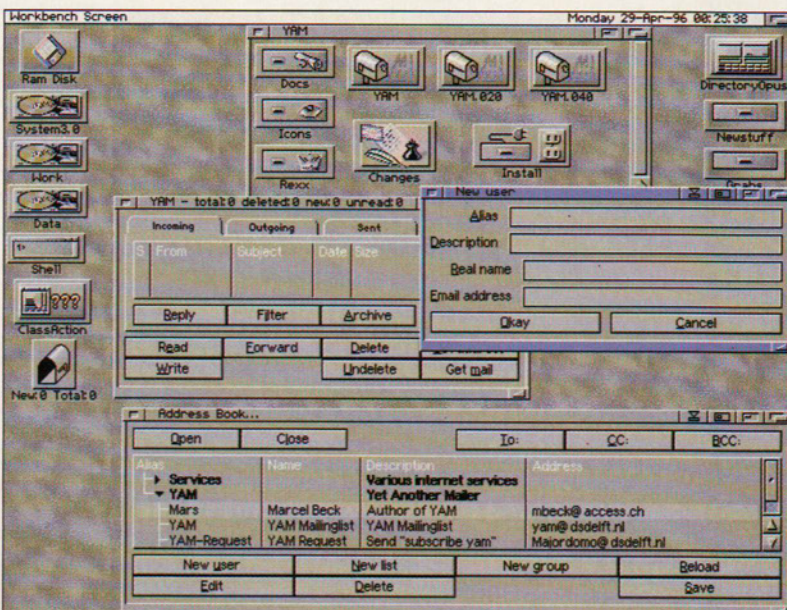 Workbench Screen
Monday 29-Apr-96 00:25:38
Ram Disk
System3.0
Work
Data
Shell
ClassAction
New:0 Total:0
YAM
Docs
Icons
Rexx
YAM
YAM.020
YAM.040
Changes
Install
DirectoryOpus
Newstuff
YAM - total:0 deleted:0 new:0 unread:0
Incoming
Outgoing
Sent
S From Subject Date Size
Reply Filter Archive
Read Forward Delete
Write Undelete Get mail
New user
Alias
Description
Real name
Email address
Okay Cancel
Address Book...
Open Close To: CC: BCC:
Alias Name Description Address
Services Various internet services
YAM Yet Another Mailer
Mars Marcel Beck Author of YAM mbeck@access.ch
YAM YAM Mailinglist YAM Mailinglist yam@dsdelft.nl
YAM-Request YAM Request Send "subscribe yam" Majordomo@dsdelft.nl
New user New list New group Reload
Edit Delete Save